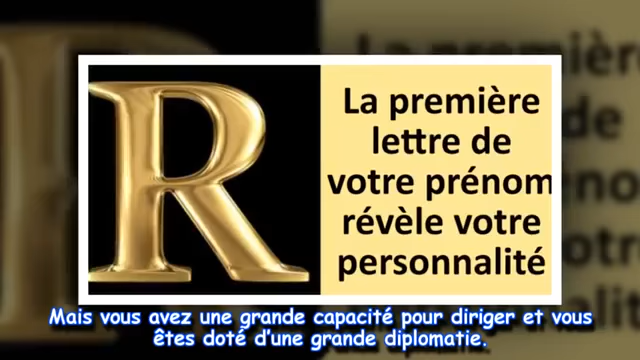 R
La première
lettre de
votre prénom
révèle votre
personnalité
Mais vous avez une grande capacité pour diriger et vous
êtes doté d'une grande diplomatie.